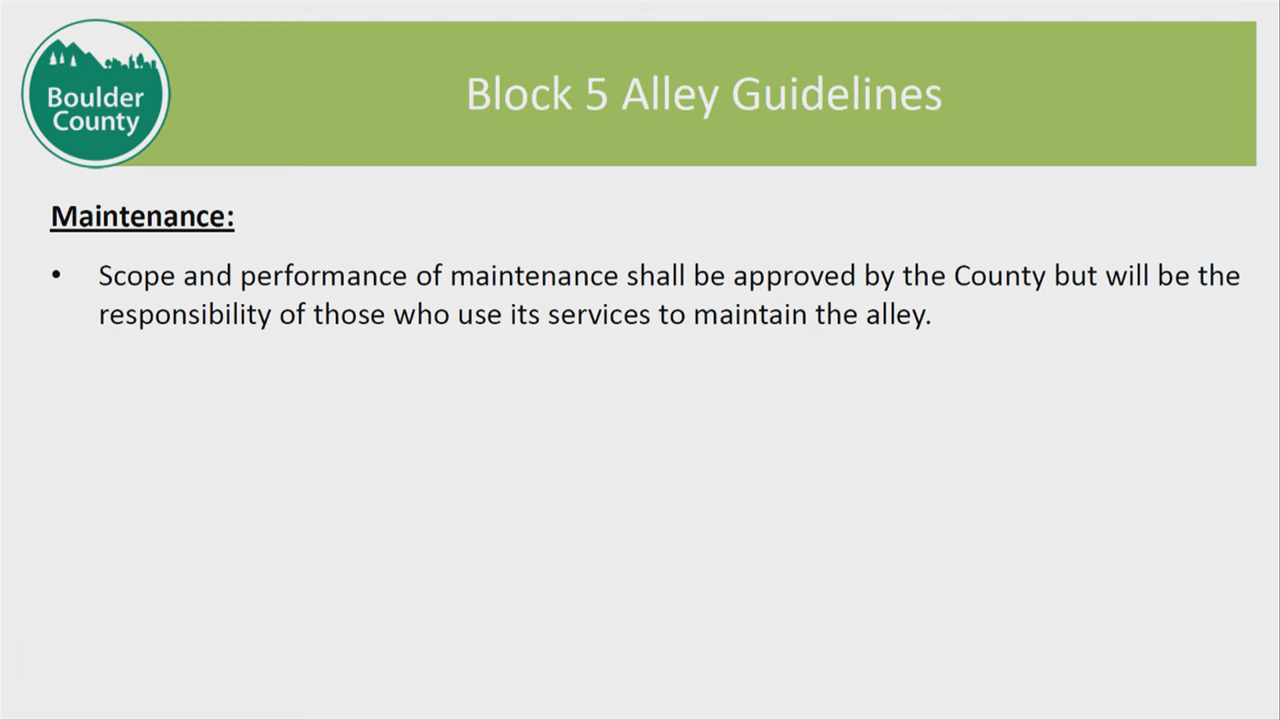 Boulder
County
Block 5 Alley Guidelines
Maintenance:
• Scope and performance of maintenance shall be approved by the County but will be the
responsibility of those who use its services to maintain the alley.